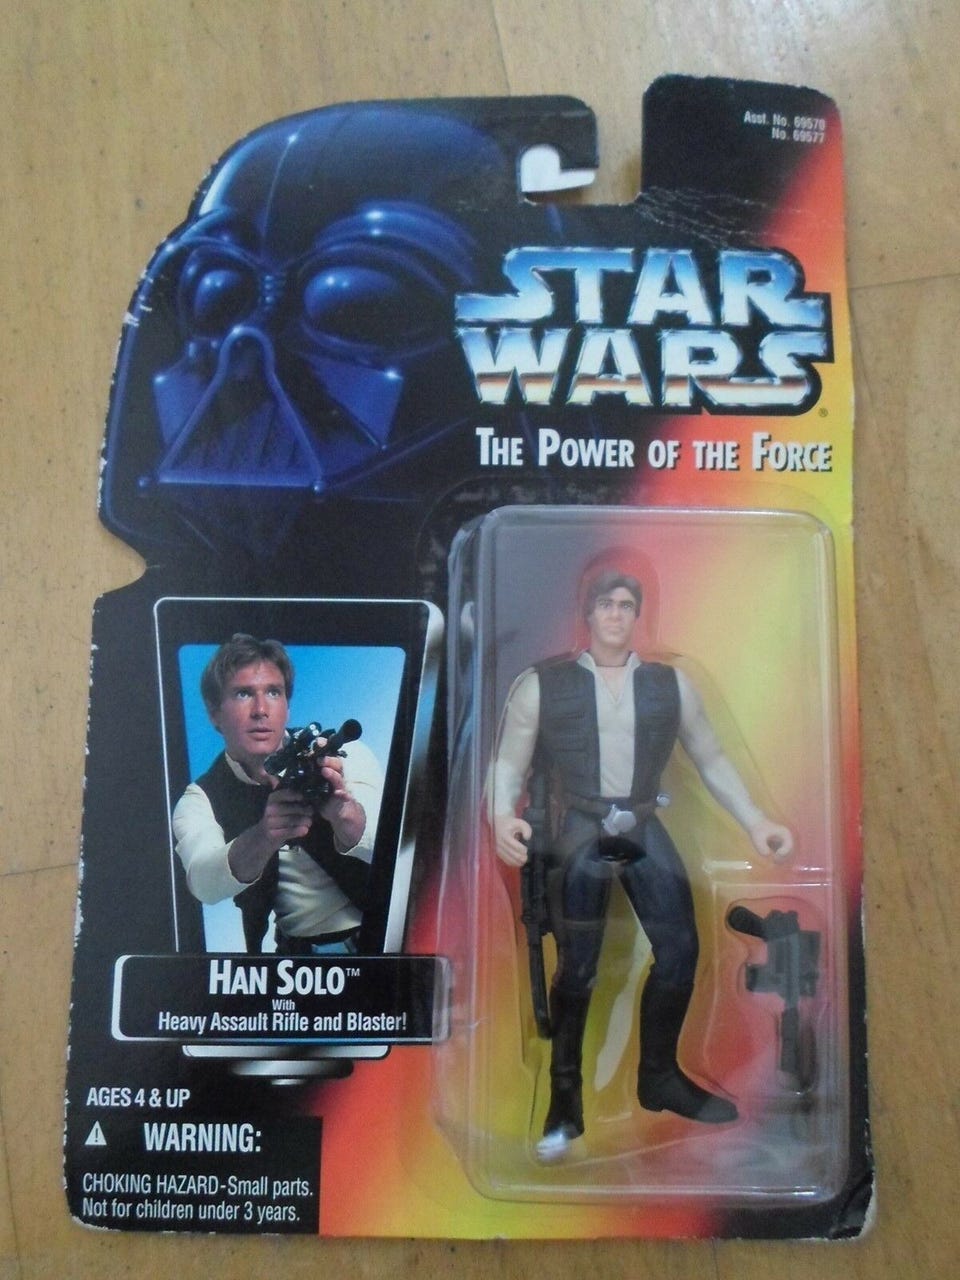 Asst. No. 69570
No. 69577
STAR
WARS
®
THE POWER OF THE FORCE
HAN SOLO™
With
Heavy Assault Rifle and Blaster!
AGES 4 & UP
WARNING:
CHOKING HAZARD-Small parts.
Not for children under 3 years.